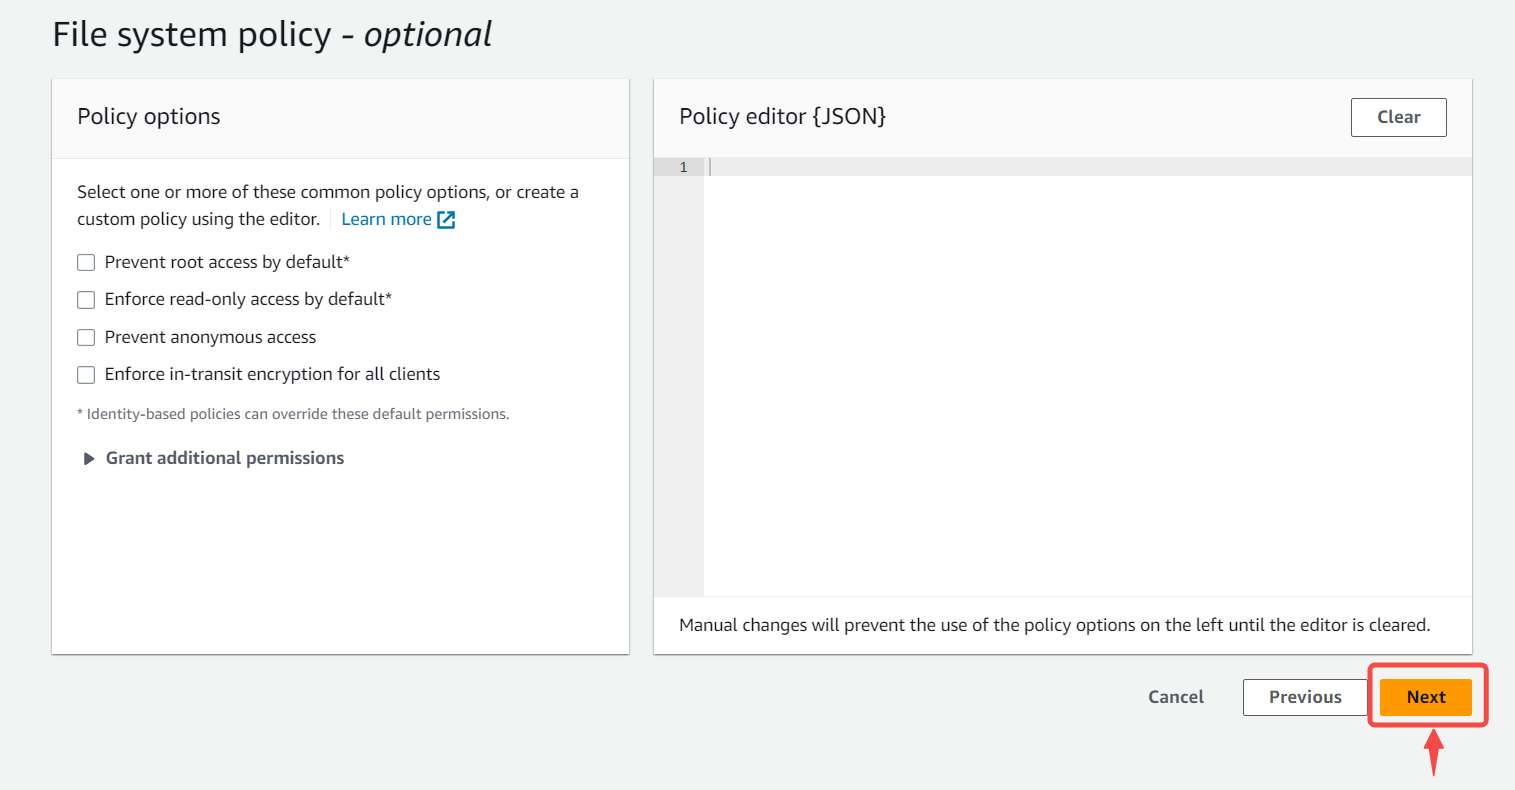 File system policy - optional
Policy options
Select one or more of these common policy options, or create a
custom policy using the editor. Learn more
Prevent root access by default*
Enforce read-only access by default*
Prevent anonymous access
Enforce in-transit encryption for all clients
* Identity-based policies can override these default permissions.
Grant additional permissions
Policy editor {JSON}
Clear
1
Manual changes will prevent the use of the policy options on the left until the editor is cleared.
Cancel
Previous
Next